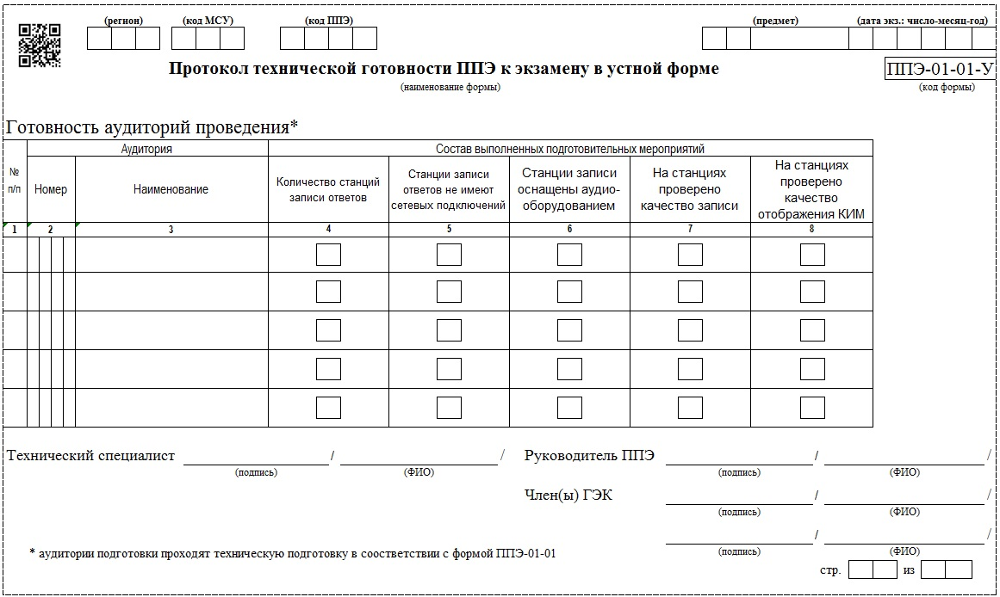 (регион) (код МСУ) (код ППЭ) (предмет) (дата экз.: число-месяц-год)
Протокол технической готовности ППЭ к экзамену в устной форме
ППЭ-01-01-У
(наименование формы) (код формы)
Готовность аудиторий проведения*
№ п/п
Аудитория
Состав выполненных подготовительных мероприятий
Номер
Наименование
Количество станций
записи ответов
Станции записи
ответов не имеют
сетевых подключений
Станции записи
оснащены аудио-
оборудованием
На станциях
проверено
качество записи
На станциях
проверено
качество
отображения КИМ
1 2 3 4 5 6 7 8
Технический специалист / /
(подпись) (ФИО)
Руководитель ППЭ / /
(подпись) (ФИО)
Член(ы) ГЭК / /
(подпись) (ФИО)
/ /
(подпись) (ФИО)
* аудитории подготовки проходят техническую подготовку в соостветствии с формой ППЭ-01-01
стр. из